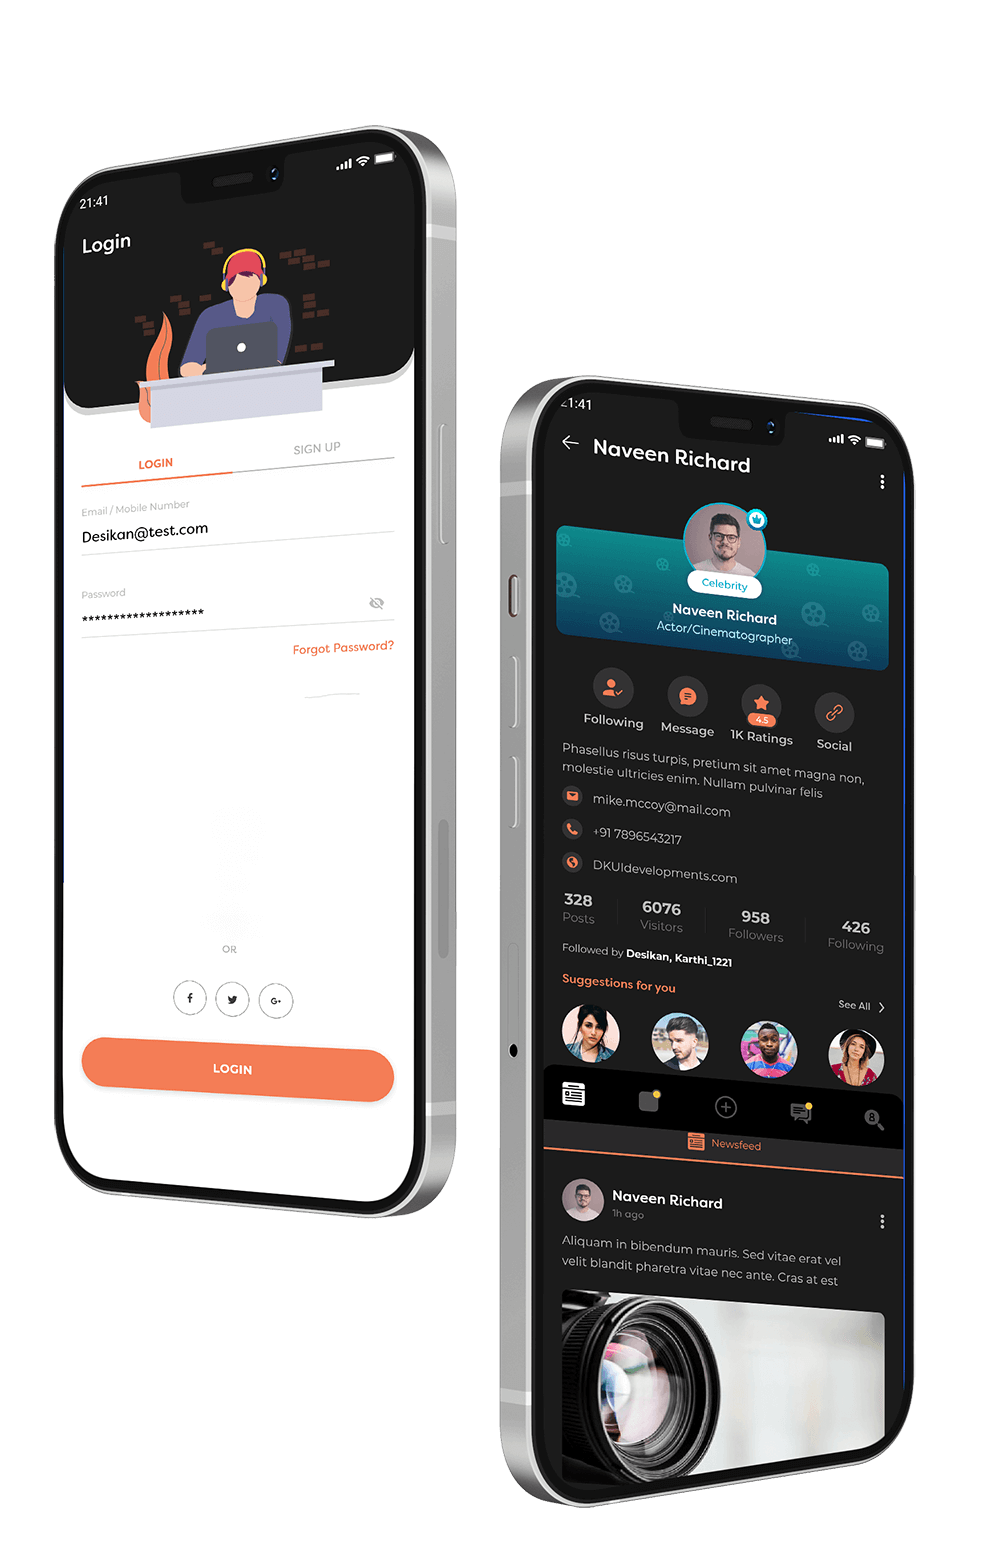 21:41
Login
LOGIN
SIGN UP
Email / Mobile Number
Desikan@test.com
Password
*******************
Forgot Password?
OR
f
G+
LOGIN
21:41
Naveen Richard
Celebrity
Naveen Richard
Actor/Cinematographer
4.5
Following
Message
1K Ratings
Social
Phasellus risus turpis, pretium sit amet magna non,
molestie ultricies enim. Nullam pulvinar felis
mike.mccoy@mail.com
+91 7896543217
DKUIdevelopments.com
328
6076
958
426
Posts
Visitors
Followers
Following
Followed by Desikan, Karthi_1221
Suggestions for you
See All
8
Newsfeed
Naveen Richard
1h ago
Aliquam in bibendum mauris. Sed vitae erat vel
velit blandit pharetra vitae nec ante. Cras at est